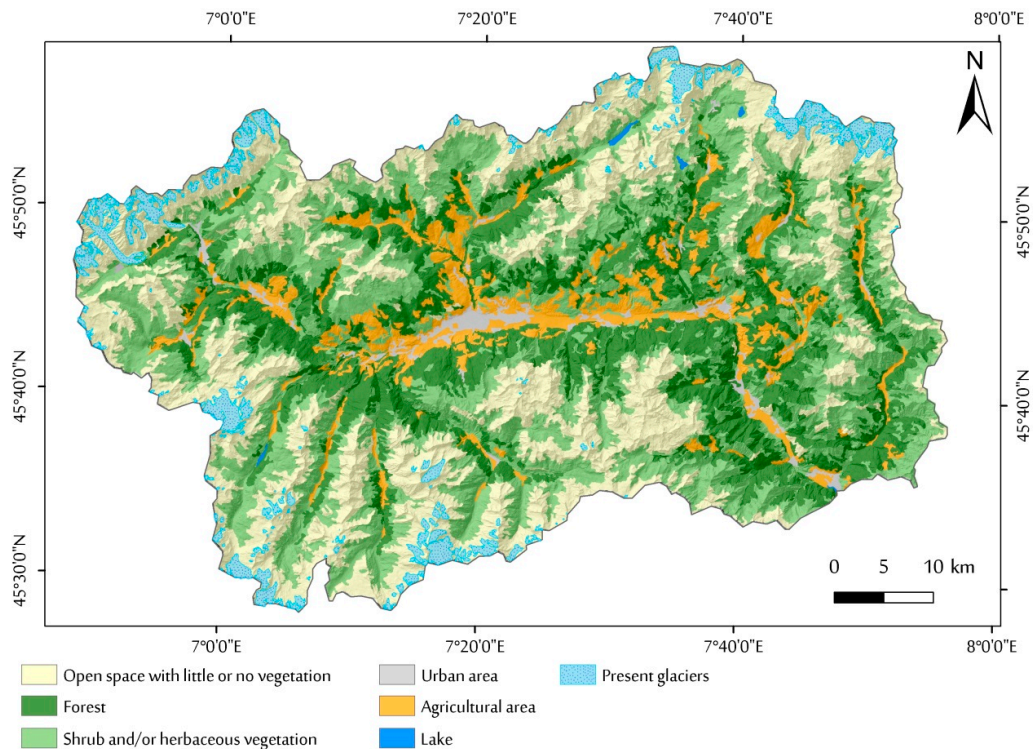 7°0'0"E 7°20'0"E 7°40'0"E 8°0'0"E
N
45°50'0"N 45°50'0"N
45°40'0"N 45°40'0"N
45°30'0"N
0 5 10 km
7°0'0"E 7°20'0"E 7°40'0"E 8°0'0"E
Open space with little or no vegetation Urban area Present glaciers
Forest Agricultural area
Shrub and/or herbaceous vegetation Lake